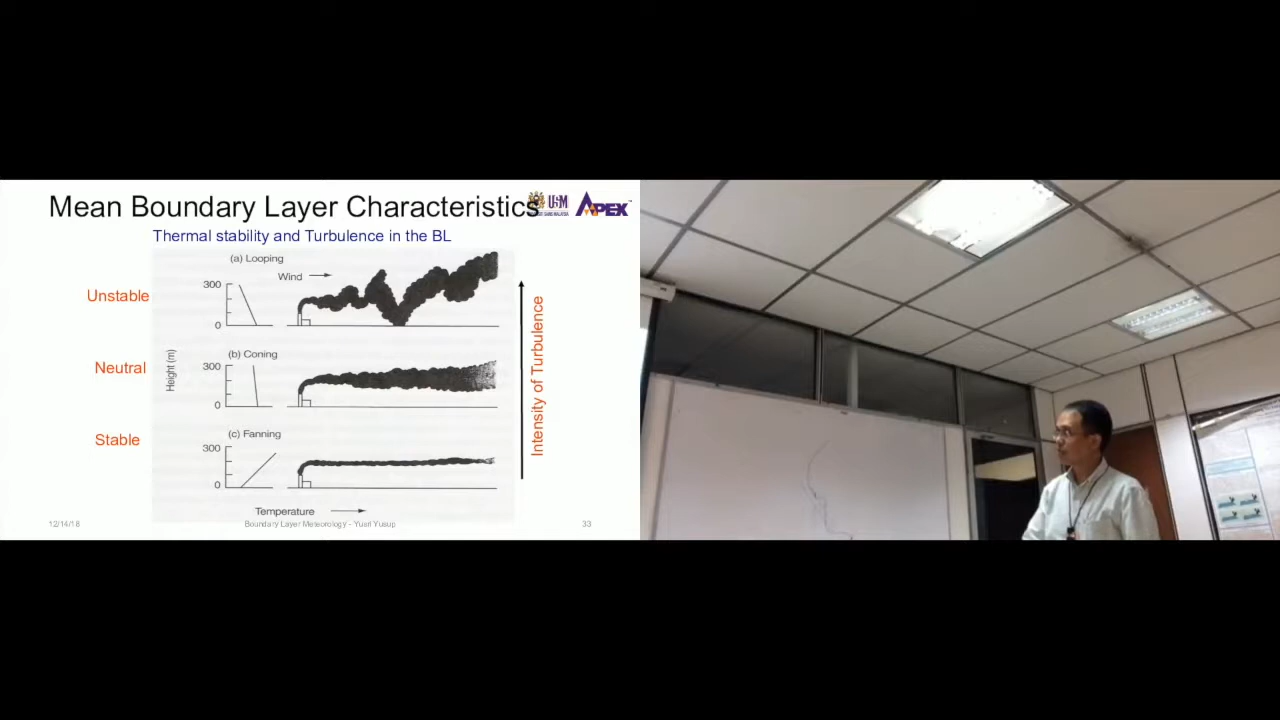 Mean Boundary Layer Characteristics
USM
APEX
Thermal stability and Turbulence in the BL
(a) Looping
Wind
Unstable
300
0
(b) Coning
Neutral
300
0
Height (m)
Stable
(c) Fanning
300
0
Intensity of Turbulence
Temperature
12/14/16
Boundary Layer Meteorology - Yusri Yusup
33